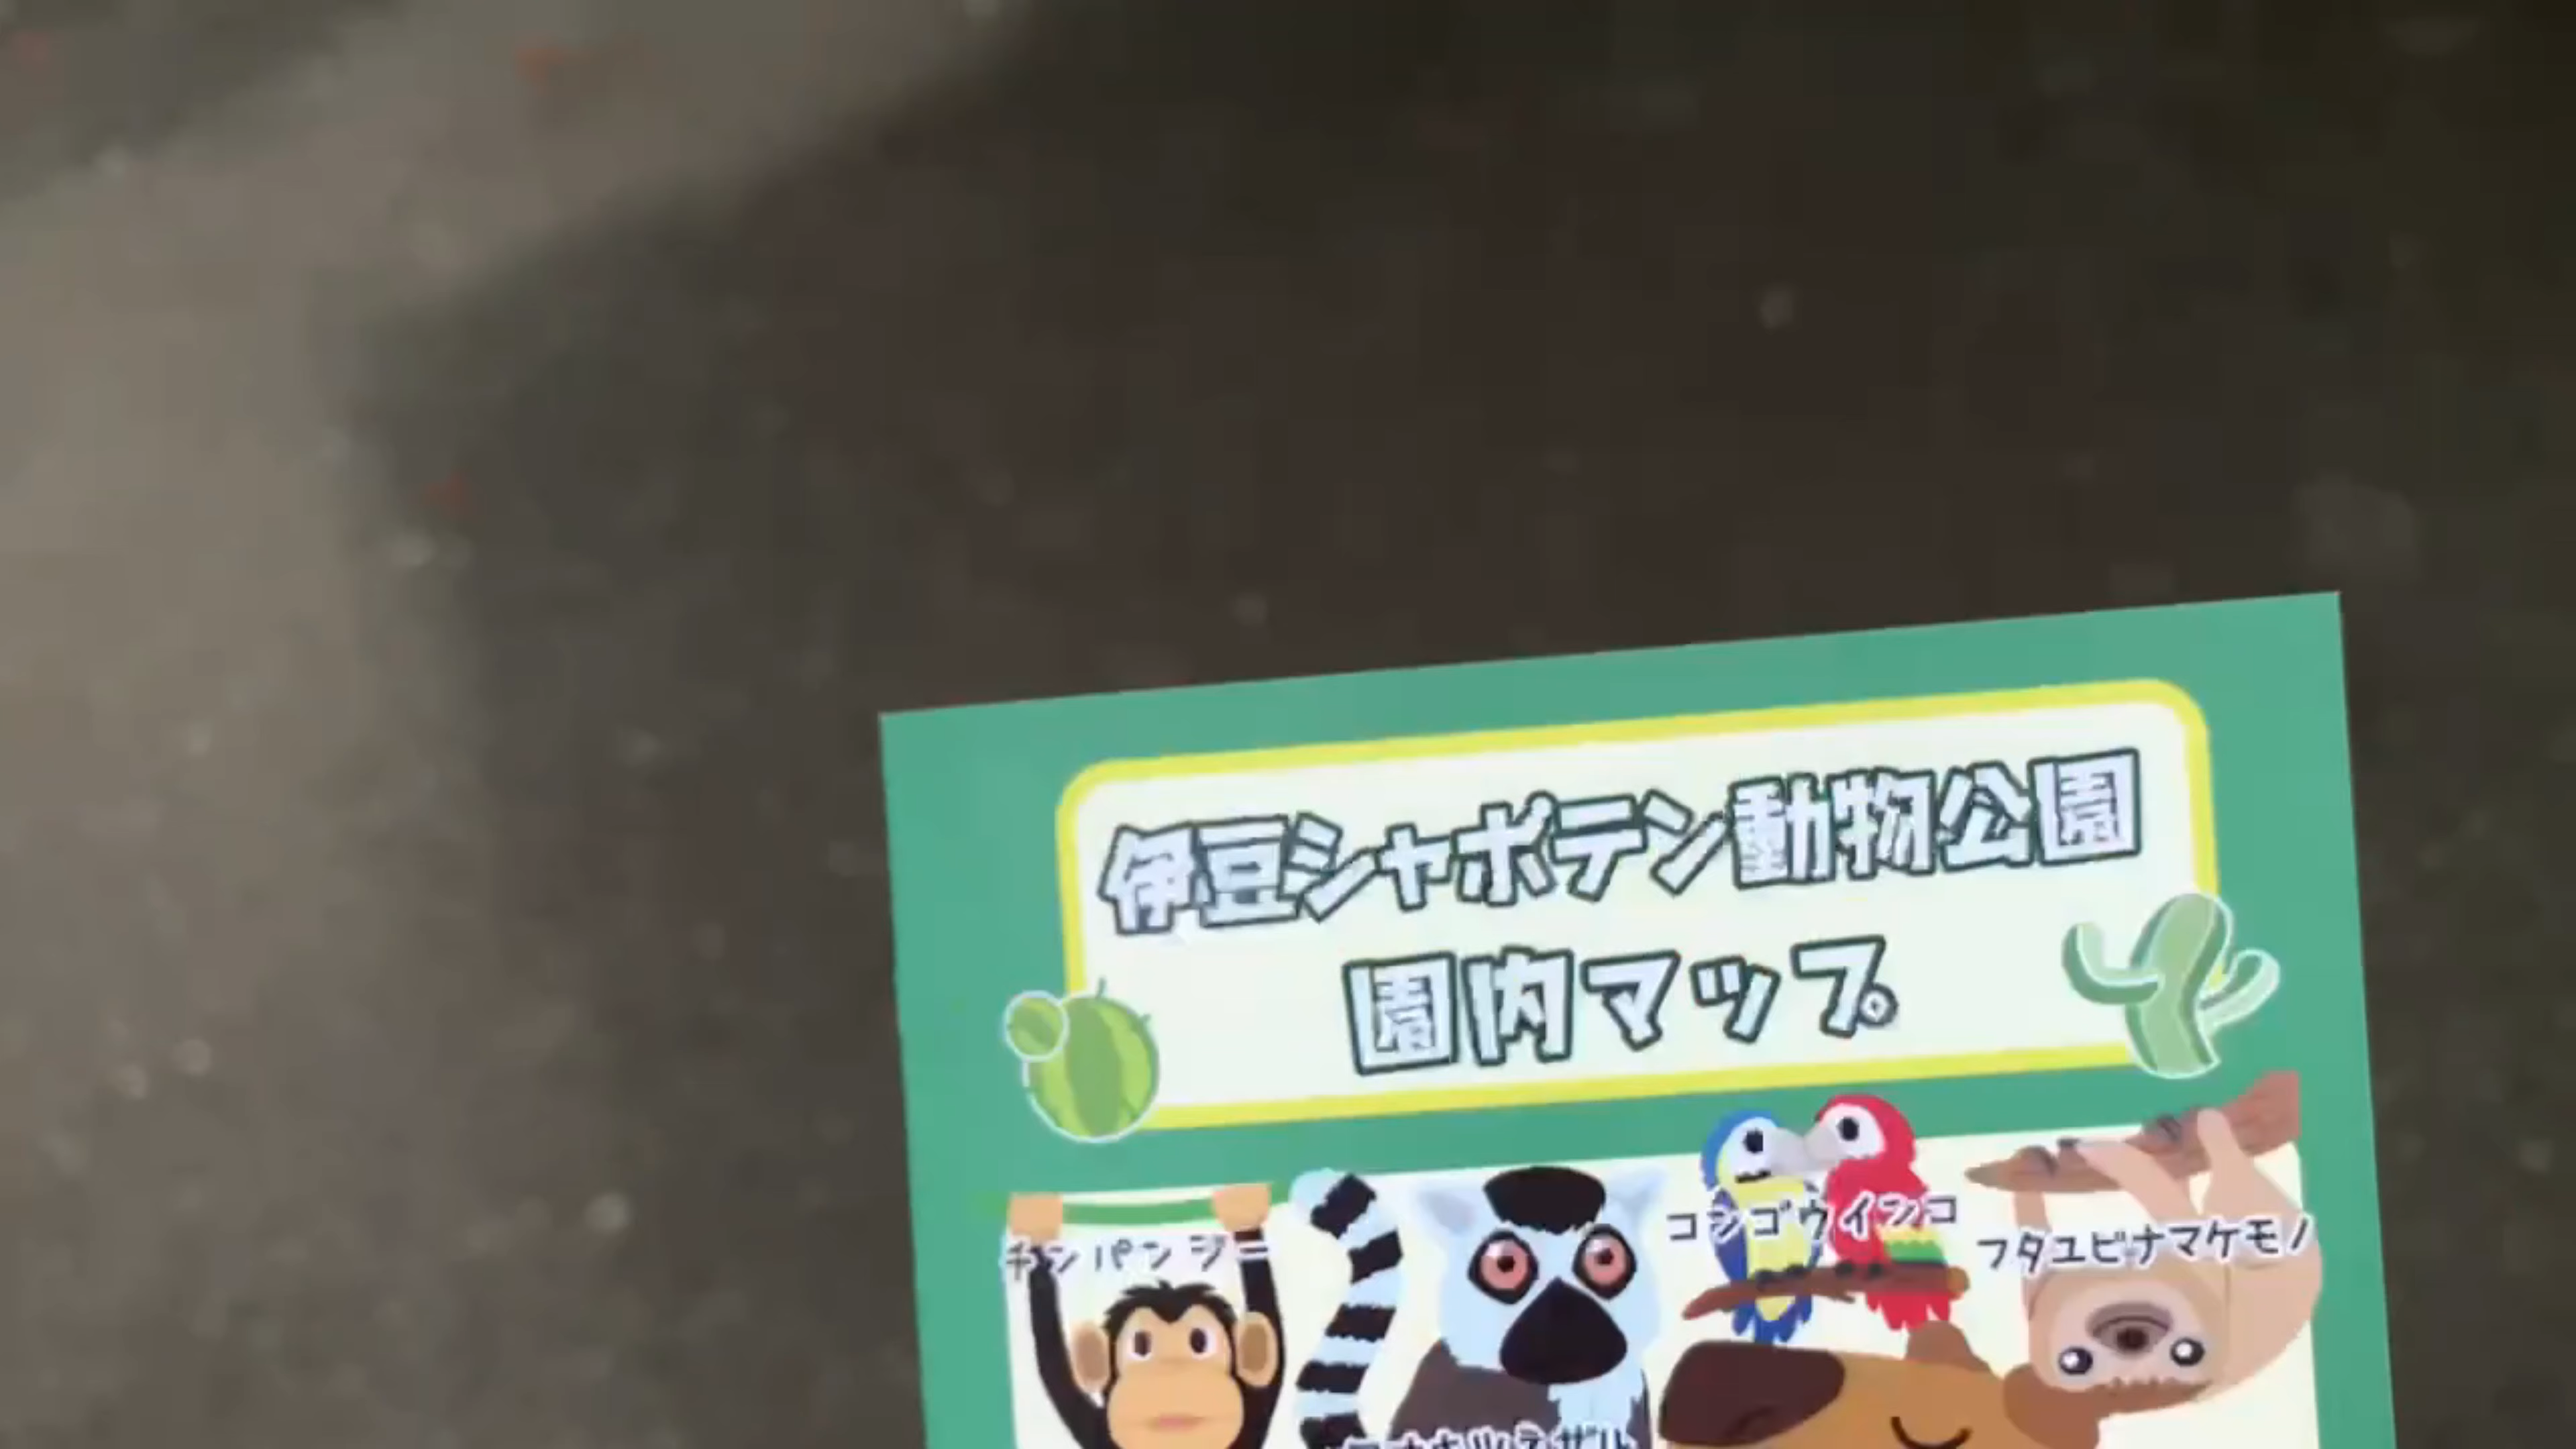 伊豆シャボテン動物公園
園内マップ
チンパンジー
コンゴウインコ
フタユビナマケモノ